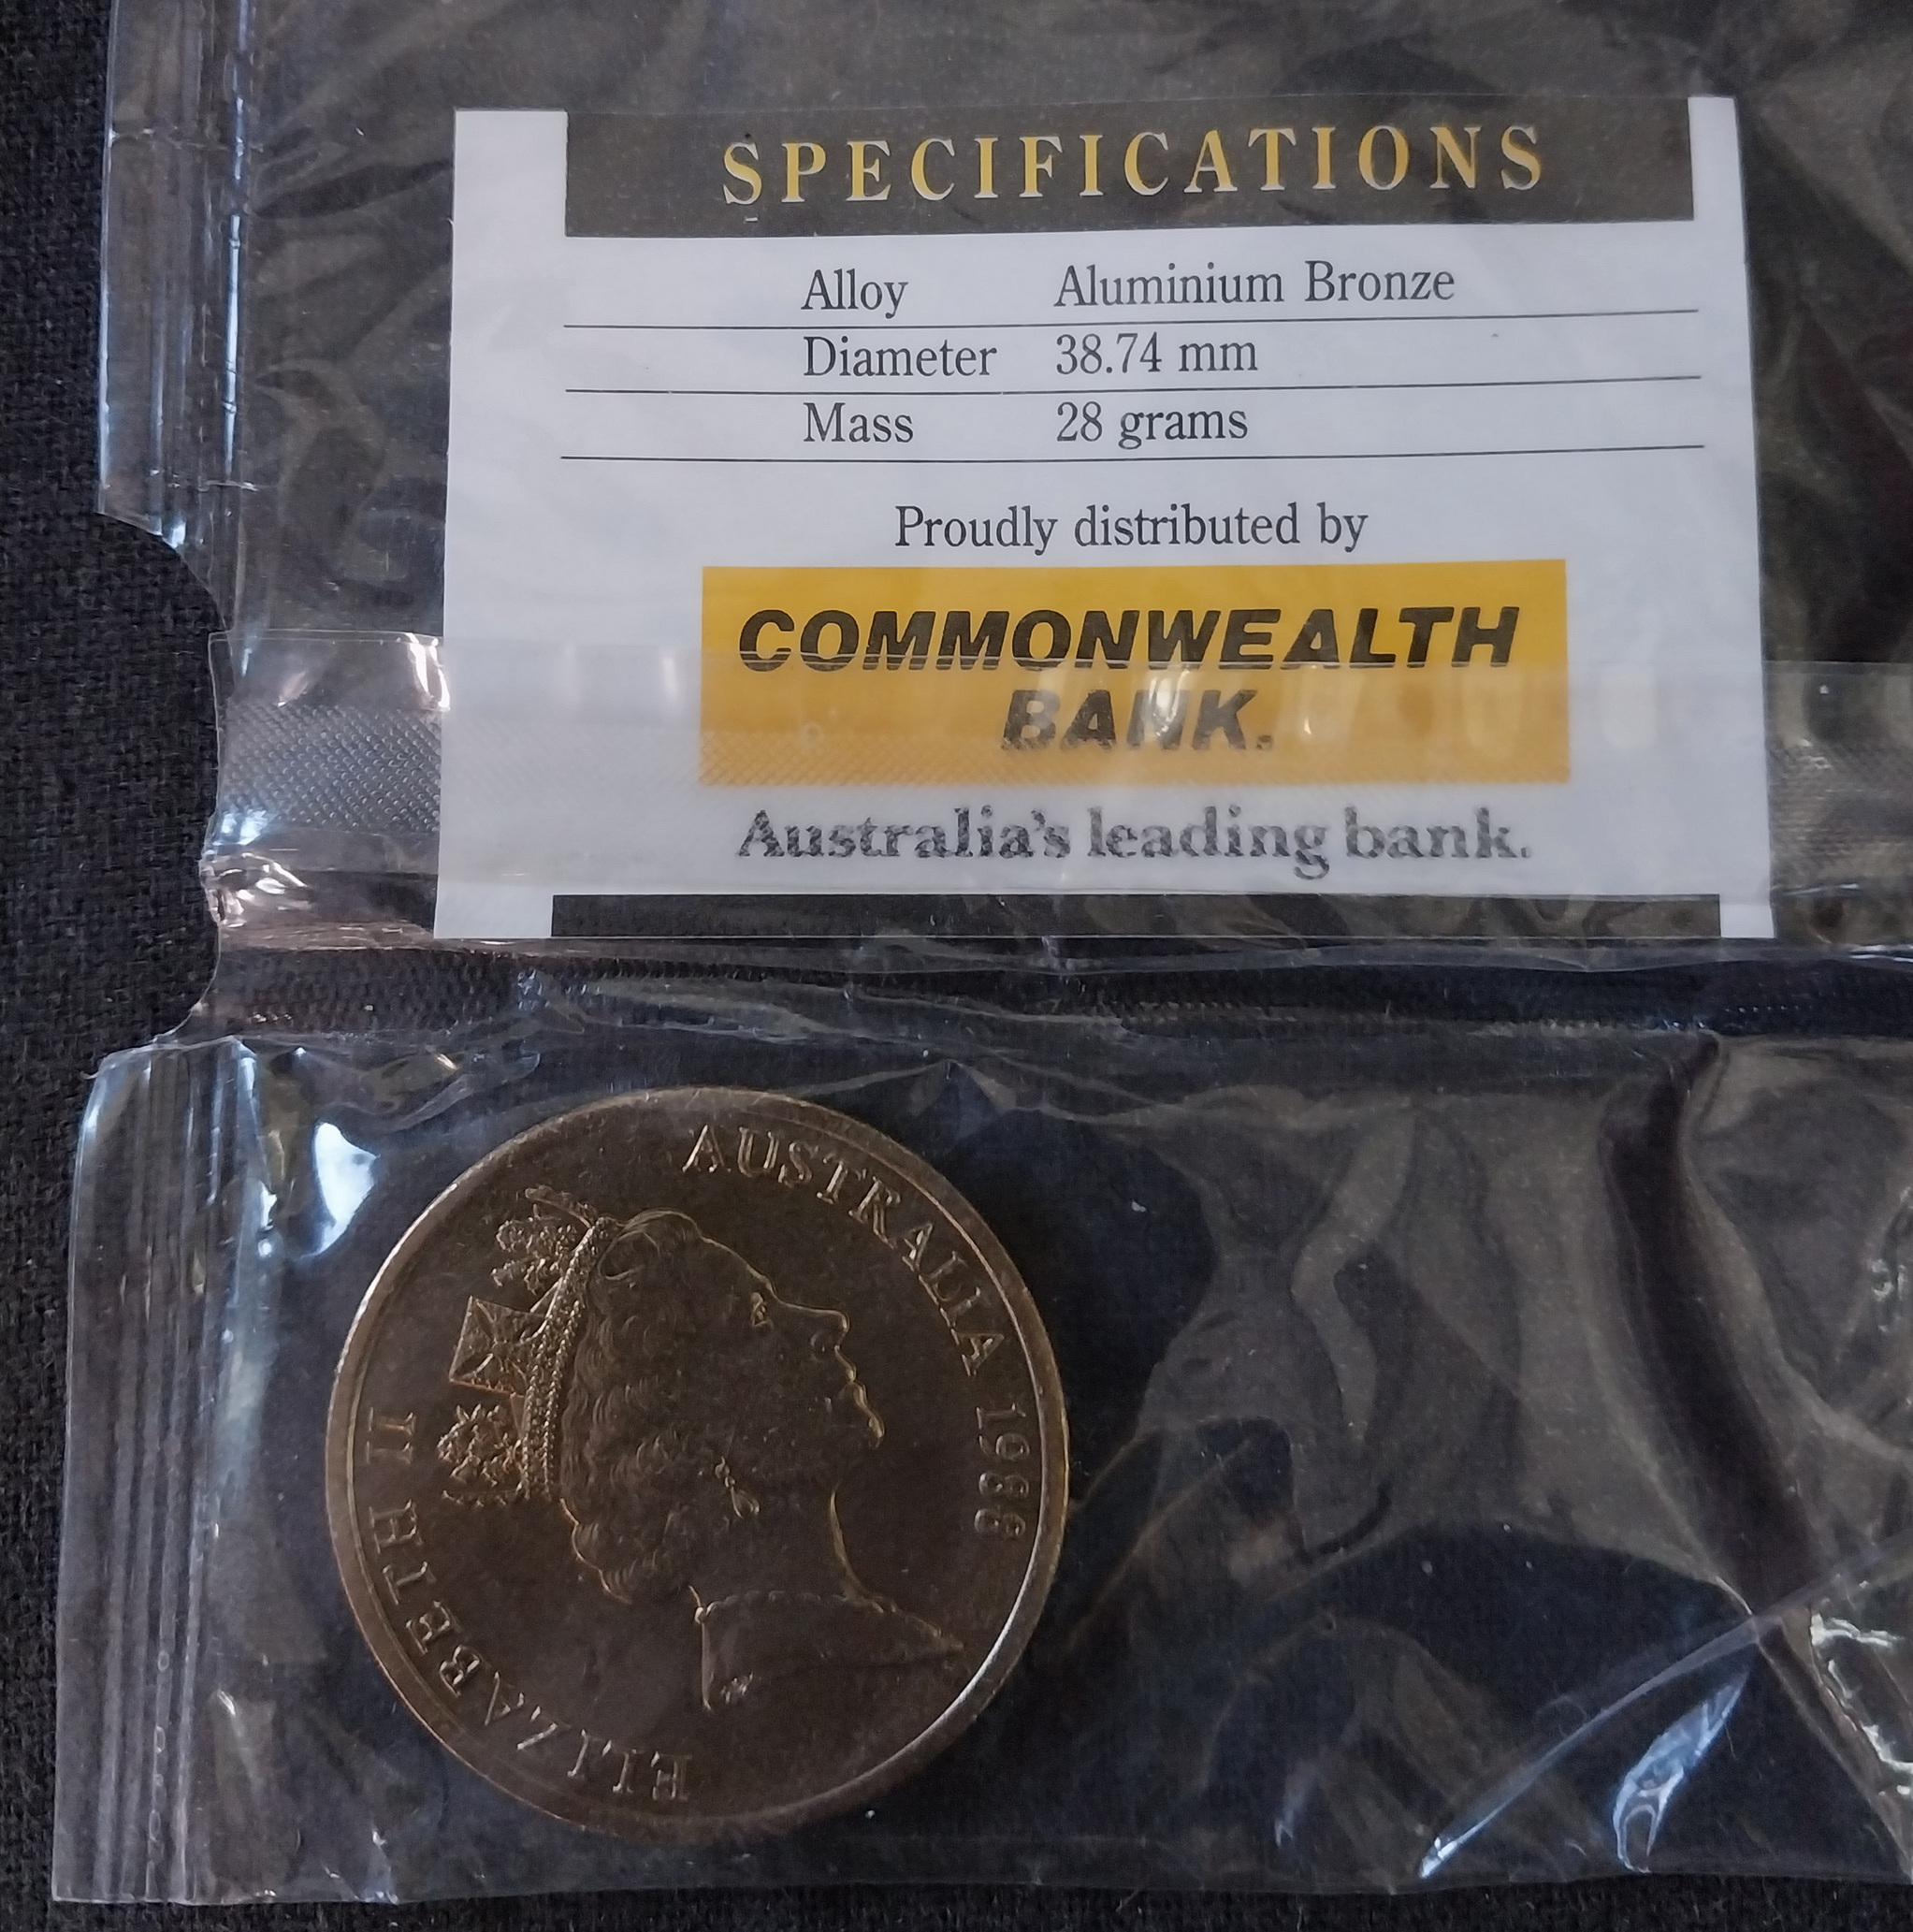 SPECIFICATIONS
Alloy Aluminium Bronze
Diameter 38.74 mm
Mass 28 grams
Proudly distributed by
COMMONWEALTH
BANK.
Australia's leading bank.
ELIZABETH II
AUSTRALIA 1988